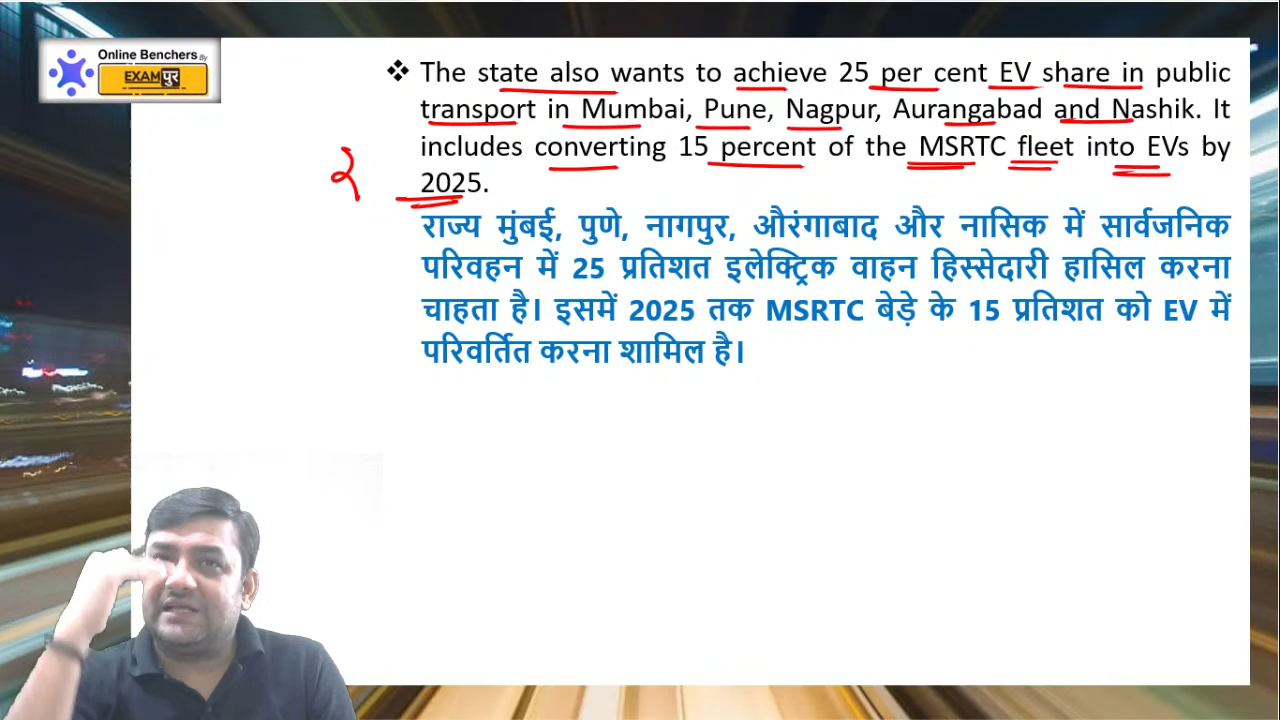 Online Benchers By
EXAMपुर
❖ The state also wants to achieve 25 per cent EV share in public
transport in Mumbai, Pune, Nagpur, Aurangabad and Nashik. It
includes converting 15 percent of the MSRTC fleet into EVs by
2025.
राज्य मुंबई, पुणे, नागपुर, औरंगाबाद और नासिक में सार्वजनिक
परिवहन में 25 प्रतिशत इलेक्ट्रिक वाहन हिस्सेदारी हासिल करना
चाहता है। इसमें 2025 तक MSRTC बेड़े के 15 प्रतिशत को EV में
परिवर्तित करना शामिल है।